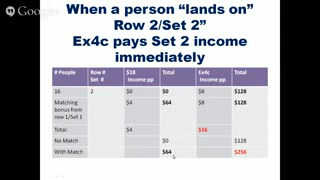 Google
When a person “lands on”
Row 2/Set 2”
Ex4c pays Set 2 income
immediately
# People Row # Set # $18 Income pp Total Ex4c Income pp Total
16 2 $0 $0 $8 $128
Matching bonus from row 1/Set 1 $4 $64 $8 $128
Total: $4 $16
No Match $0 $128
With Match $64 $256